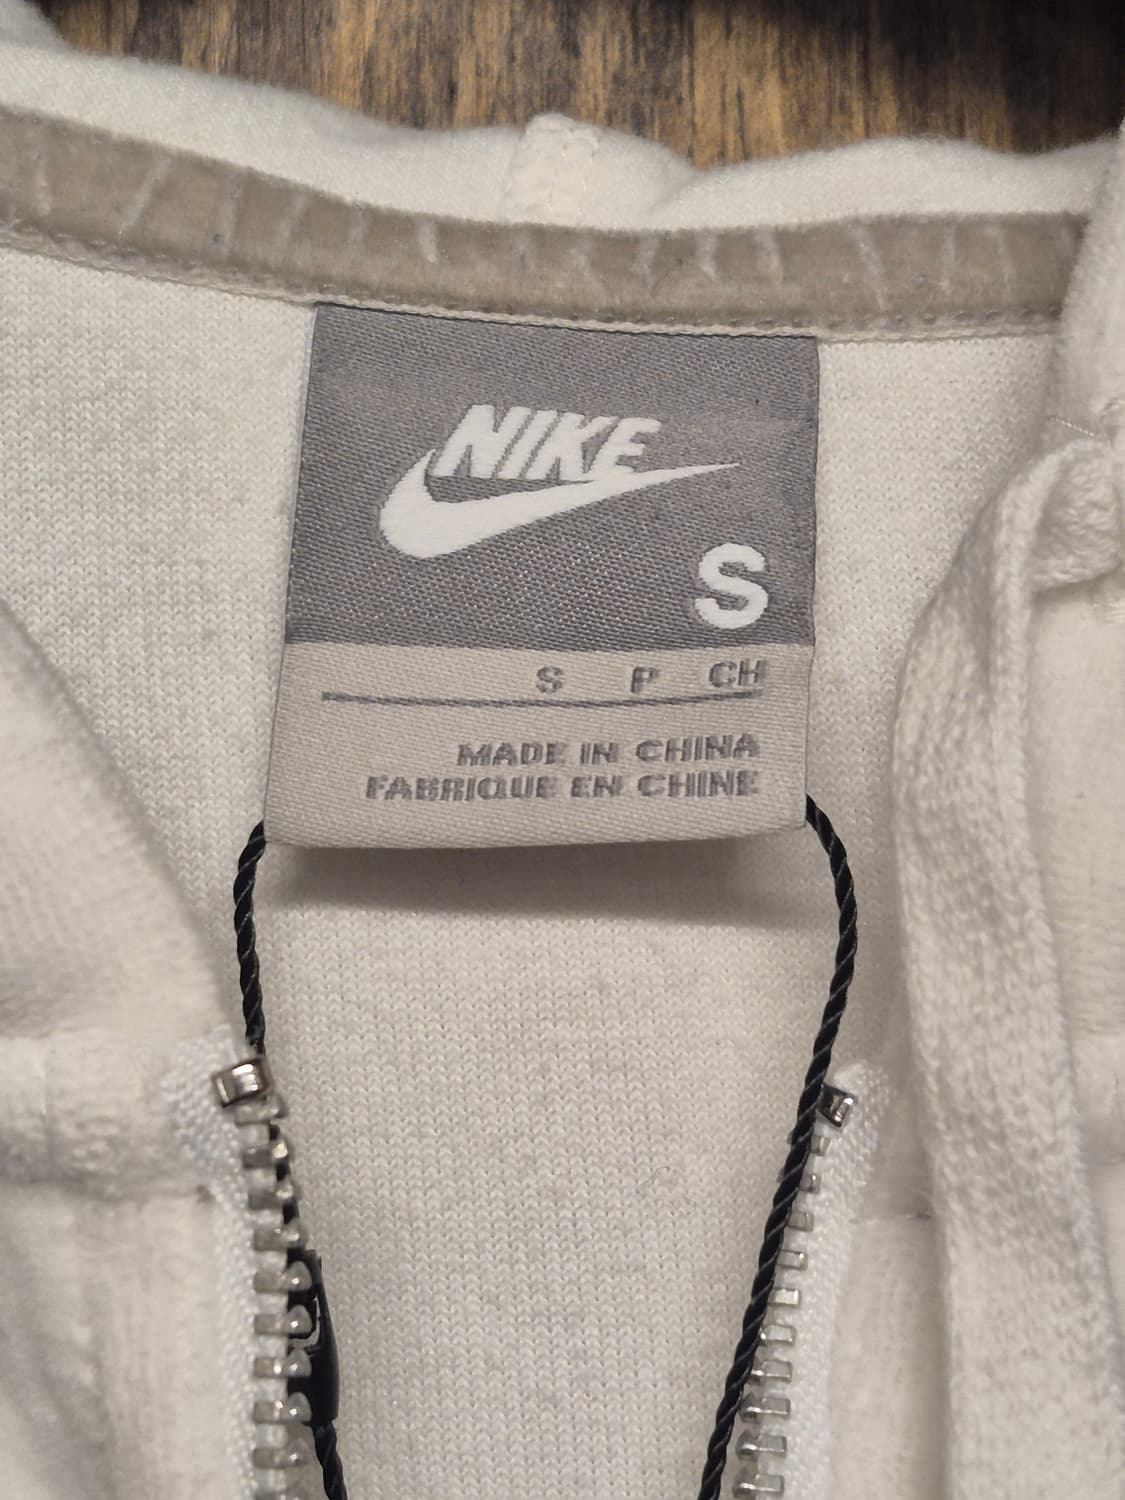 NIKE
S
S P CH
MADE IN CHINA
FABRIQUE EN CHINE